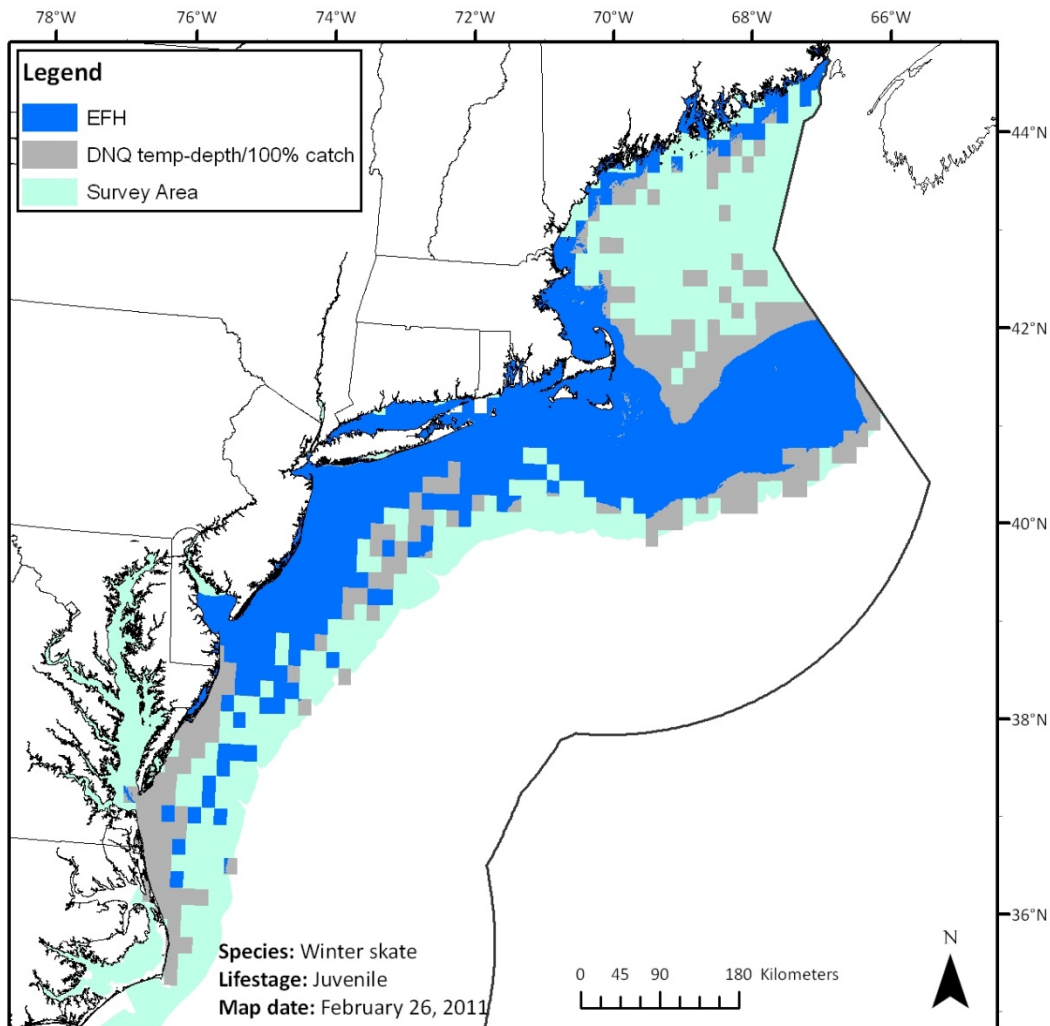 78°W 76°W 74°W 72°W 70°W 68°W 66°W
Legend
EFH
DNQ temp-depth/100% catch
Survey Area
44°N
42°N
40°N
38°N
36°N
Species: Winter skate
Lifestage: Juvenile
Map date: February 26, 2011
0 45 90 180 Kilometers
N